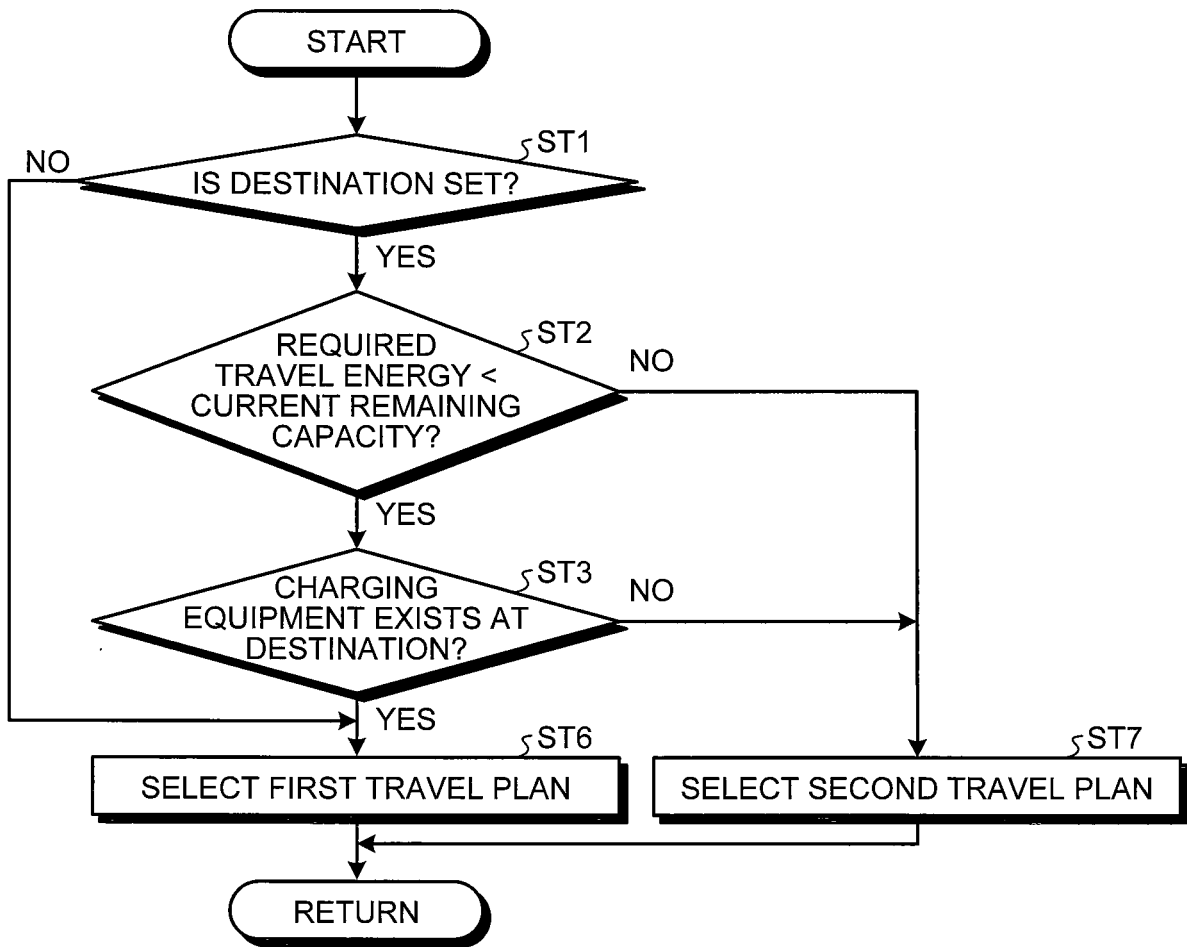 START
ST1
NO
IS DESTINATION SET?
YES
ST2
REQUIRED
TRAVEL ENERGY <
CURRENT REMAINING
CAPACITY?
NO
YES
ST3
CHARGING
EQUIPMENT EXISTS AT
DESTINATION?
NO
YES
ST6
SELECT FIRST TRAVEL PLAN
ST7
SELECT SECOND TRAVEL PLAN
RETURN